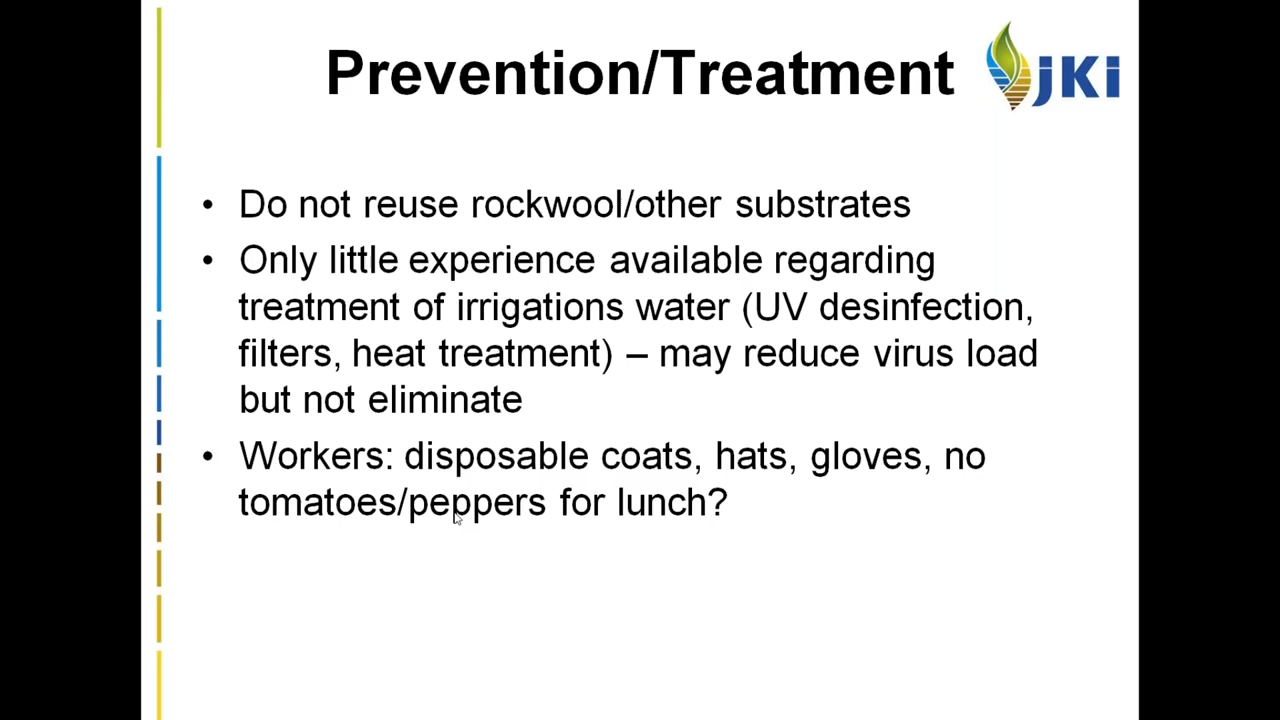 Prevention/Treatment
JKi
• Do not reuse rockwool/other substrates
• Only little experience available regarding
treatment of irrigations water (UV desinfection,
filters, heat treatment) – may reduce virus load
but not eliminate
• Workers: disposable coats, hats, gloves, no
tomatoes/peppers for lunch?